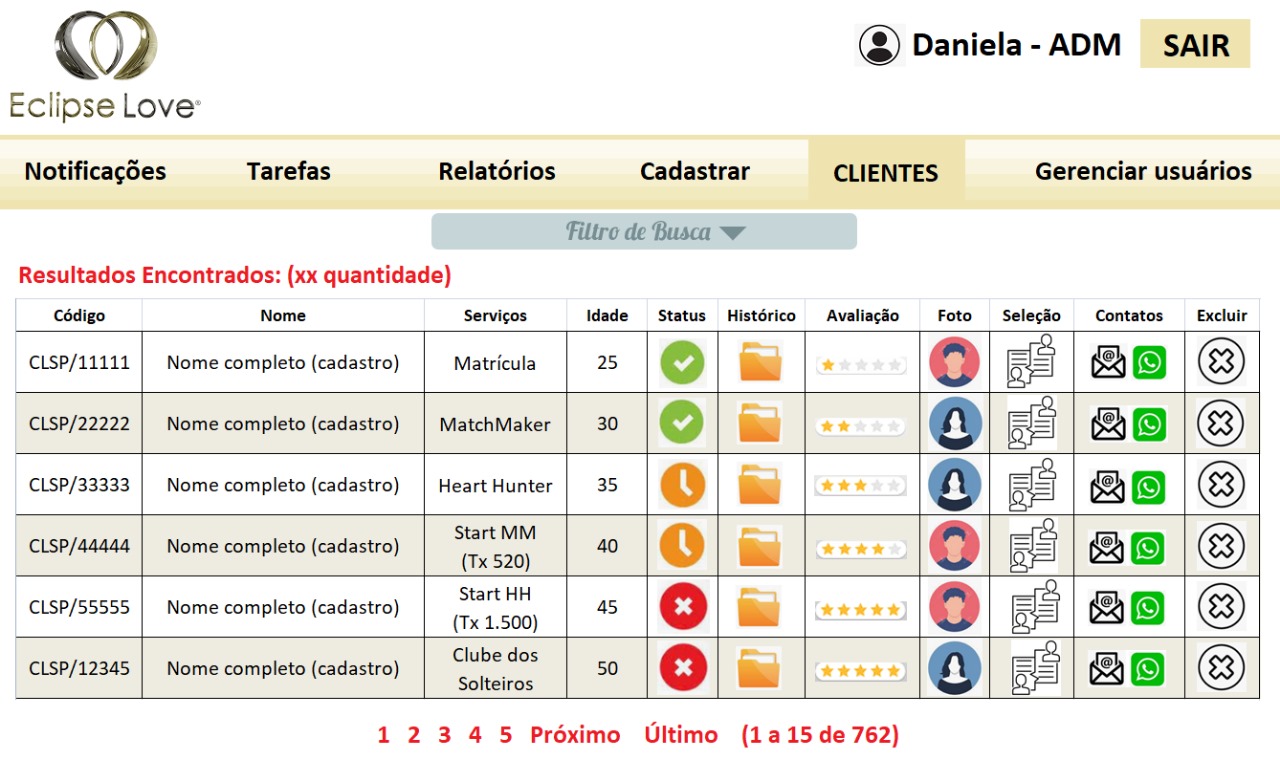 Daniela - ADM SAIR
Eclipse Love®
Notificações Tarefas Relatórios Cadastrar CLIENTES Gerenciar usuários
Filtro de Busca
Resultados Encontrados: (xx quantidade)
Código Nome Serviços Idade Status Histórico Avaliação Foto Seleção Contatos Excluir
CLSP/11111 Nome completo (cadastro) Matrícula 25
CLSP/22222 Nome completo (cadastro) MatchMaker 30
CLSP/33333 Nome completo (cadastro) Heart Hunter 35
CLSP/44444 Nome completo (cadastro) Start MM 40
(Tx 520)
CLSP/55555 Nome completo (cadastro) Start HH 45
(Tx 1.500)
CLSP/12345 Nome completo (cadastro) Clube dos 50
Solteiros
1 2 3 4 5 Próximo Último (1 a 15 de 762)